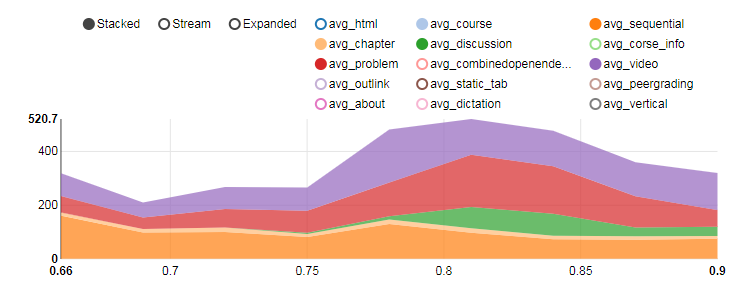 Stacked Stream Expanded avg_html avg_course avg_sequential
avg_chapter avg_discussion avg_corse_info
avg_problem avg_combinedopenende... avg_video
avg_outlink avg_static_tab avg_peergrading
avg_about avg_dictation avg_vertical
520.7
400
200
0
0.66 0.7 0.75 0.8 0.85 0.9